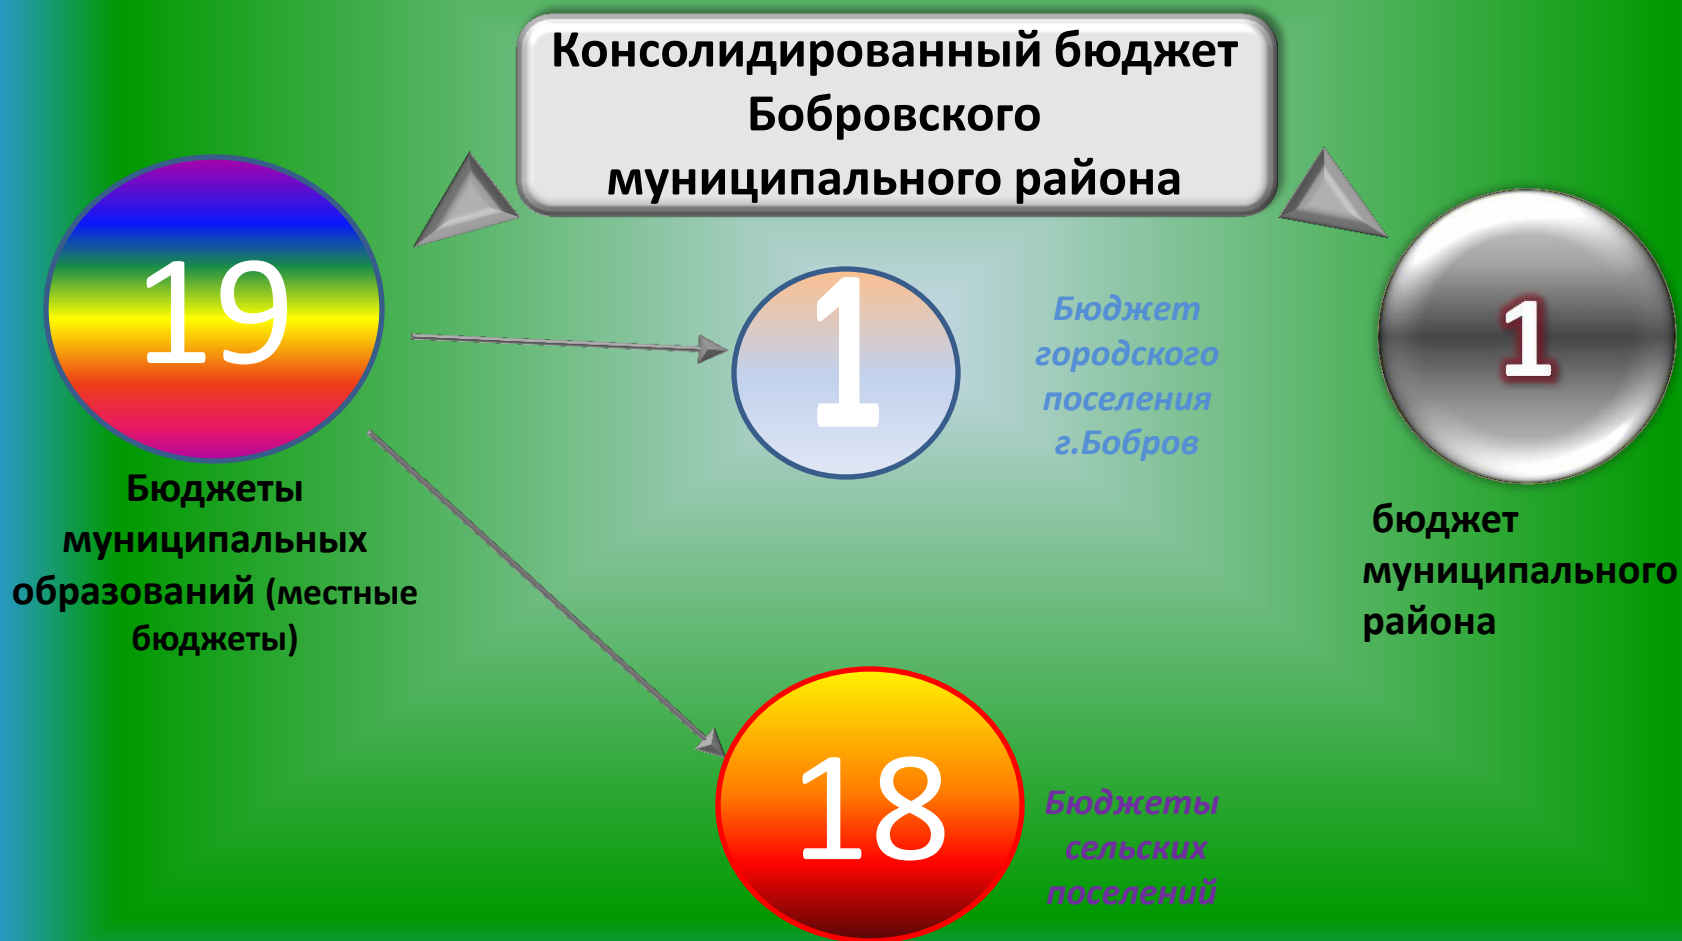 Консолидированный бюджет
Бобровского
муниципального района
19
Бюджеты
муниципальных
образований (местные
бюджеты)
1
Бюджет
городского
поселения
г.Бобров
1
бюджет
муниципального
района
18
Бюджеты
сельских
поселений